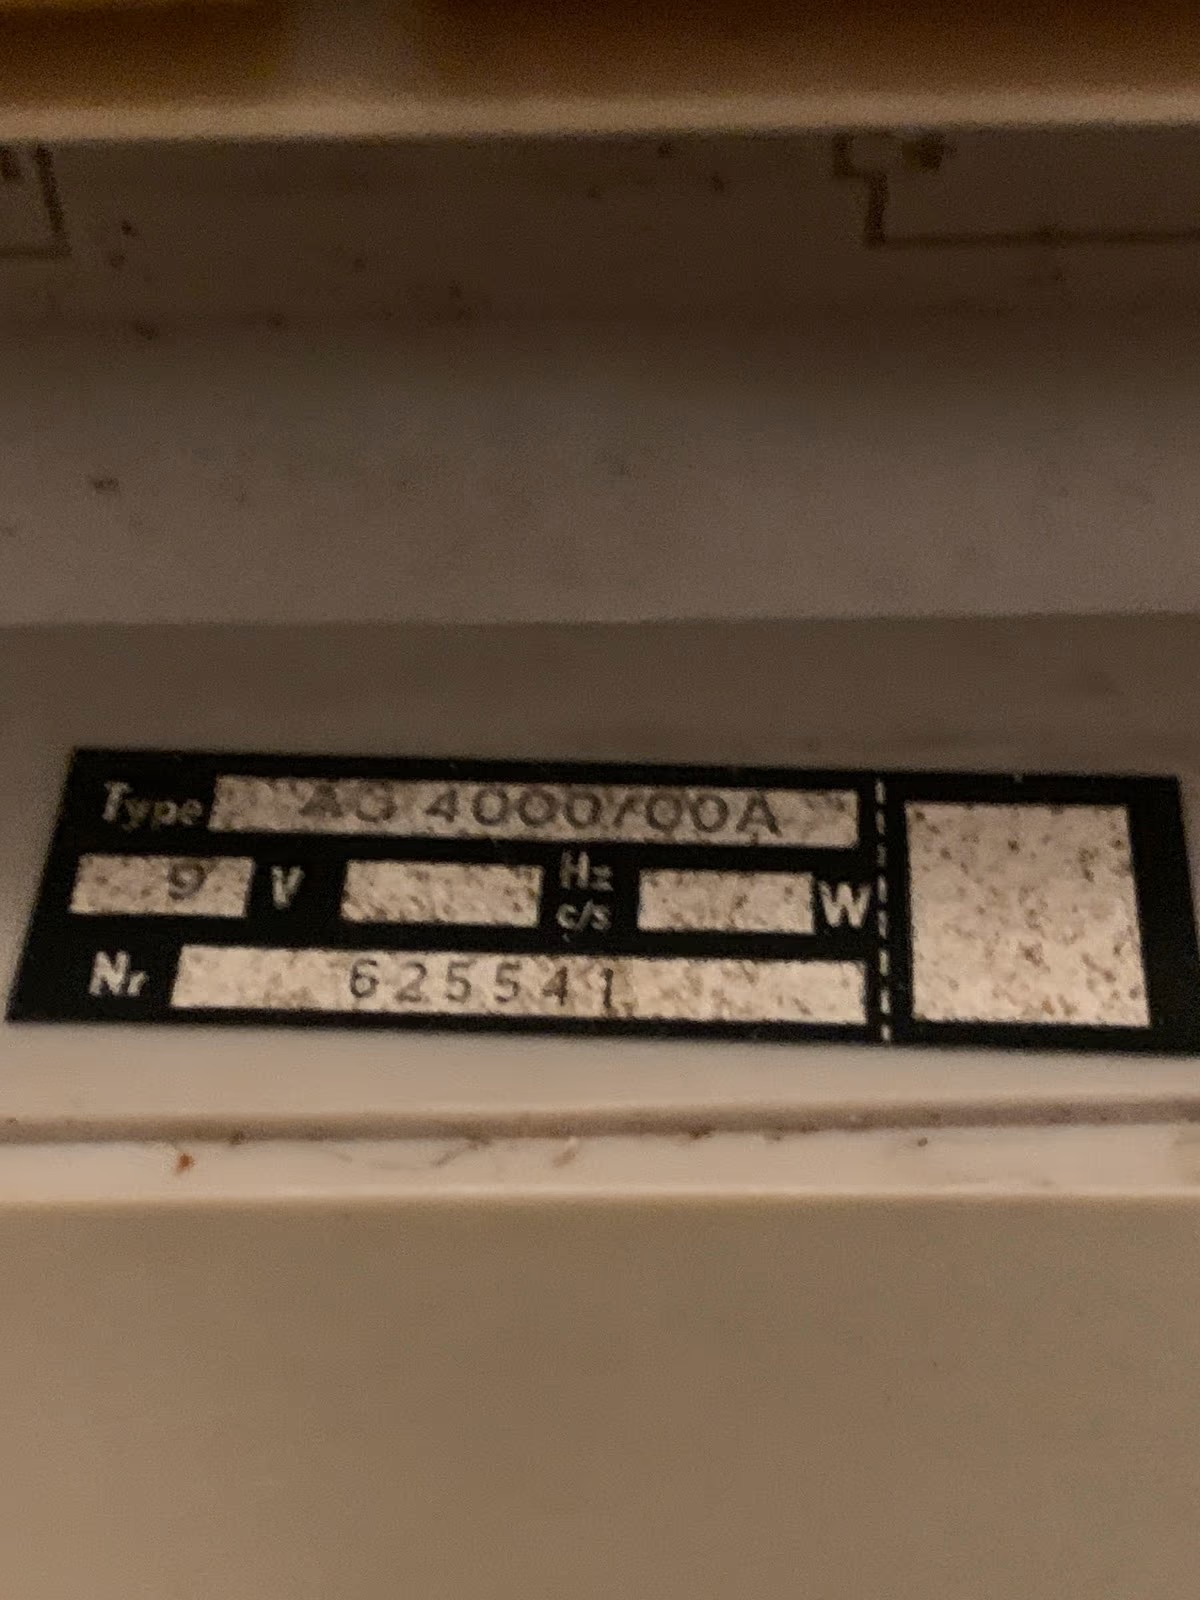 Type AG 4000/00A
9 V Hz c/s W
Nr 625541